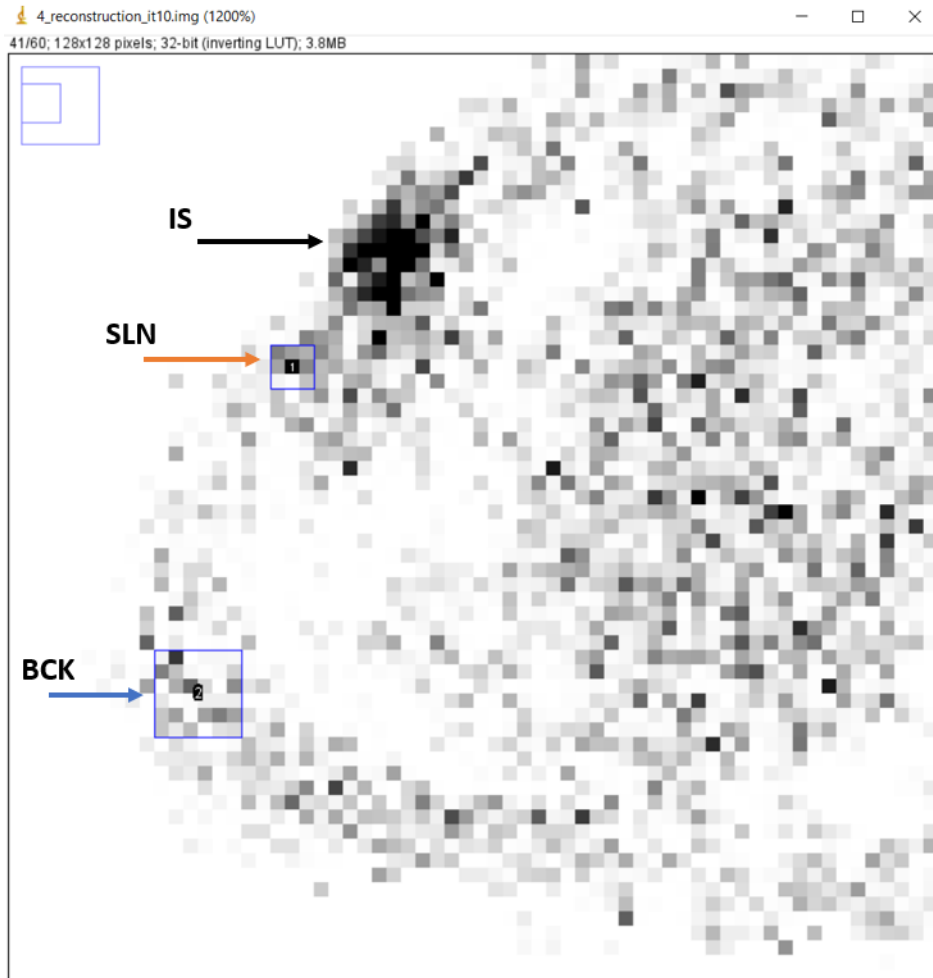 4_reconstruction_it10.img (1200%)
41/60; 128x128 pixels; 32-bit (inverting LUT); 3.8MB
IS
SLN
1
BCK
2